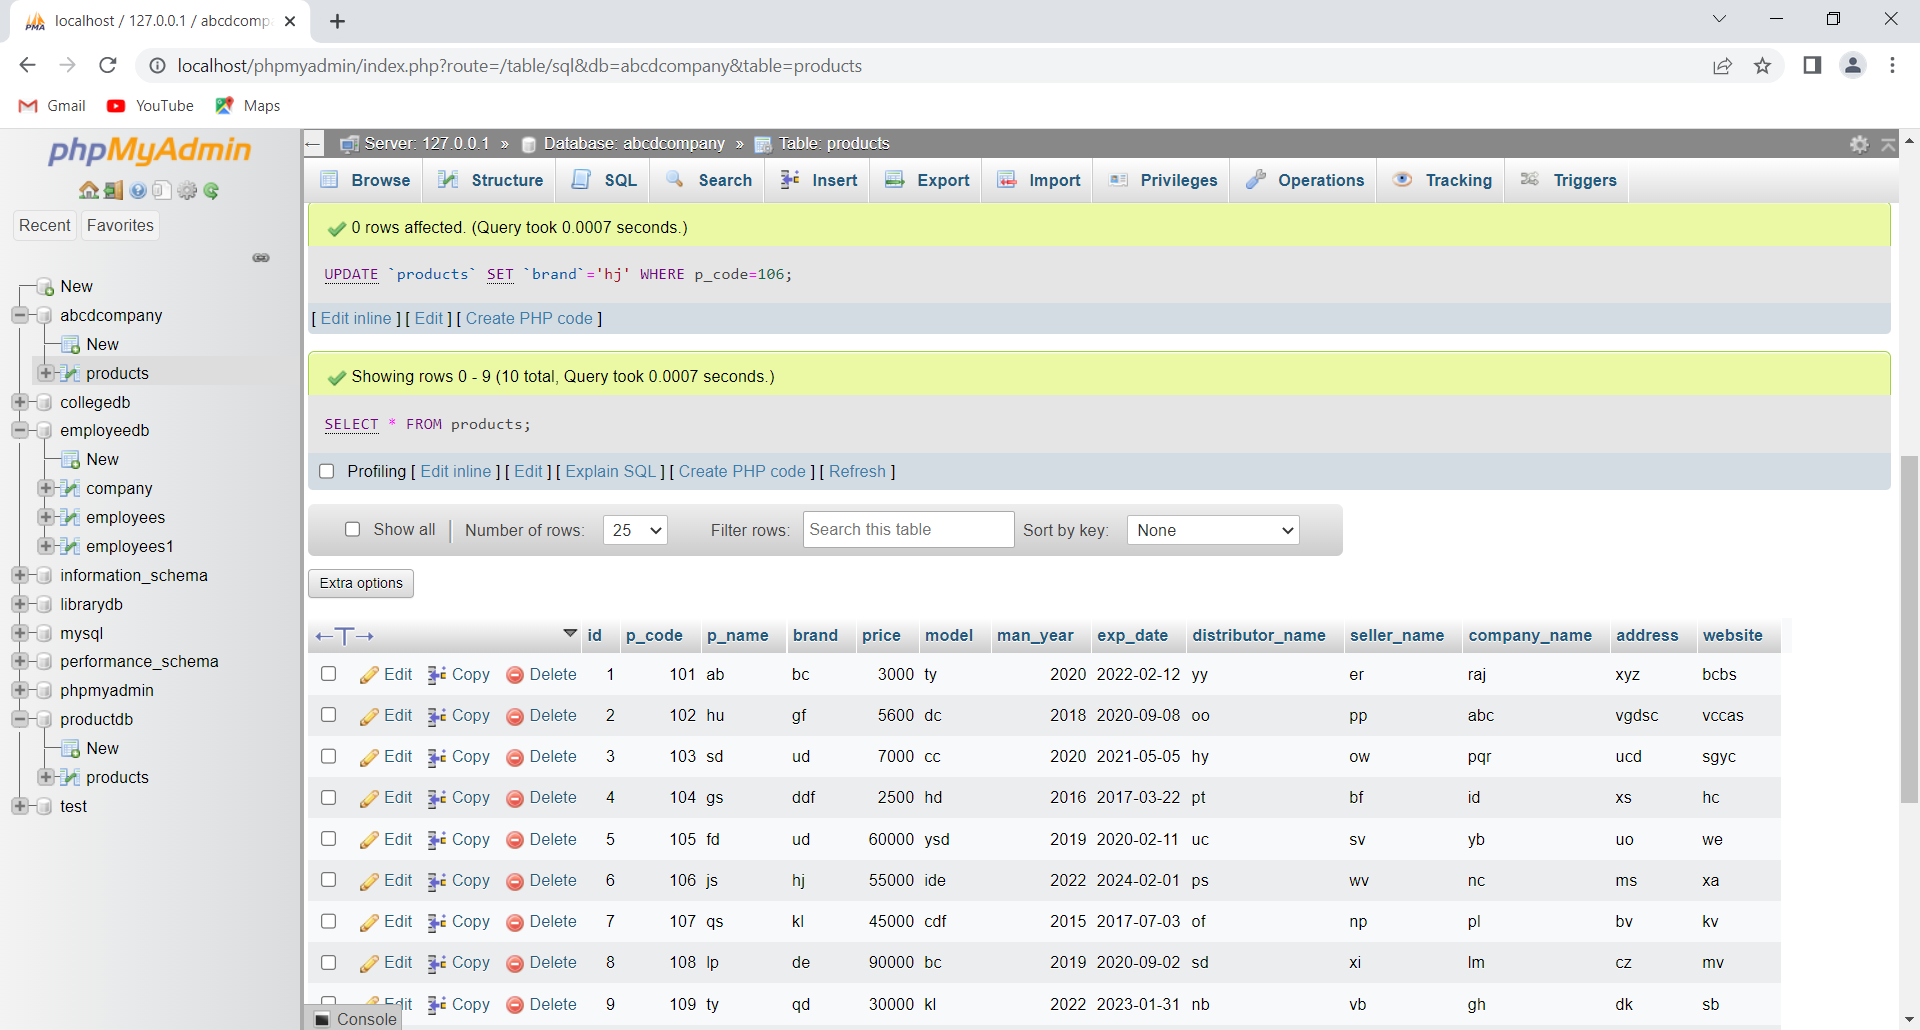 localhost / 127.0.0.1 / abcdcomp
localhost/phpmyadmin/index.php?route=/table/sql&db=abcdcompany&table=products
Gmail YouTube Maps
phpMyAdmin
Recent Favorites
New
abcdcompany
New
products
collegedb
employeedb
New
company
employees
employees1
information_schema
librarydb
mysql
performance_schema
phpmyadmin
productdb
New
products
test
Server: 127.0.0.1 » Database: abcdcompany » Table: products
Browse Structure SQL Search Insert Export Import Privileges Operations Tracking Triggers
0 rows affected. (Query took 0.0007 seconds.)
UPDATE `products` SET `brand`='hj' WHERE p_code=106;
[ Edit inline ] [ Edit ] [ Create PHP code ]
Showing rows 0 - 9 (10 total, Query took 0.0007 seconds.)
SELECT * FROM products;
Profiling [ Edit inline ] [ Edit ] [ Explain SQL ] [ Create PHP code ] [ Refresh ]
Show all Number of rows: 25 Filter rows: Search this table Sort by key: None
Extra options
id p_code p_name brand price model man_year exp_date distributor_name seller_name company_name address website
Edit Copy Delete 1 101 ab bc 3000 ty 2020 2022-02-12 yy er raj xyz bcbs
Edit Copy Delete 2 102 hu gf 5600 dc 2018 2020-09-08 oo pp abc vgdsc vccas
Edit Copy Delete 3 103 sd ud 7000 cc 2020 2021-05-05 hy ow pqr ucd sgyc
Edit Copy Delete 4 104 gs ddf 2500 hd 2016 2017-03-22 pt bf id xs hc
Edit Copy Delete 5 105 fd ud 60000 ysd 2019 2020-02-11 uc sv yb uo we
Edit Copy Delete 6 106 js hj 55000 ide 2022 2024-02-01 ps wv nc ms xa
Edit Copy Delete 7 107 qs kl 45000 cdf 2015 2017-07-03 of np pl bv kv
Edit Copy Delete 8 108 lp de 90000 bc 2019 2020-09-02 sd xi lm cz mv
Edit Copy Delete 9 109 ty qd 30000 kl 2022 2023-01-31 nb vb gh dk sb
Console